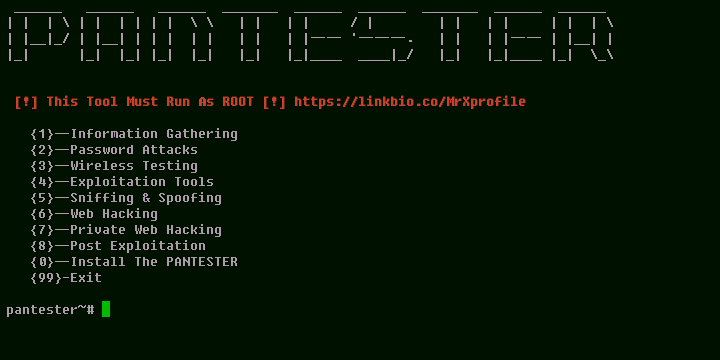 PANTESTER
[!] This Tool Must Run As ROOT [!] https://linkbio.co/MrXprofile
{1}--Information Gathering
{2}--Password Attacks
{3}--Wireless Testing
{4}--Exploitation Tools
{5}--Sniffing & Spoofing
{6}--Web Hacking
{7}--Private Web Hacking
{8}--Post Exploitation
{0}--Install The PANTESTER
{99}-Exit
pantester~#